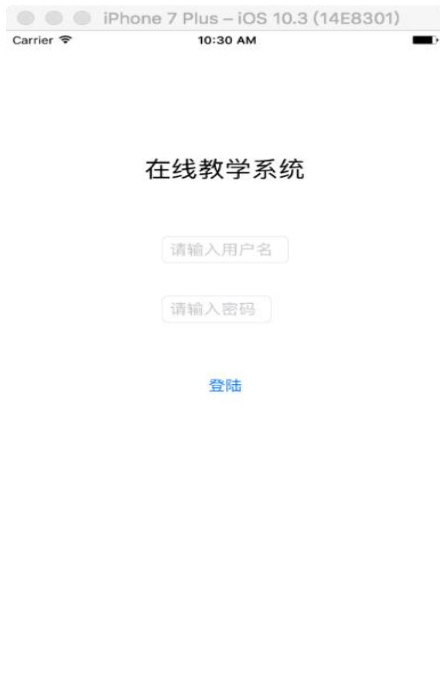 iPhone 7 Plus – iOS 10.3 (14E8301)
Carrier 10:30 AM
在线教学系统
请输入用户名
请输入密码
登陆